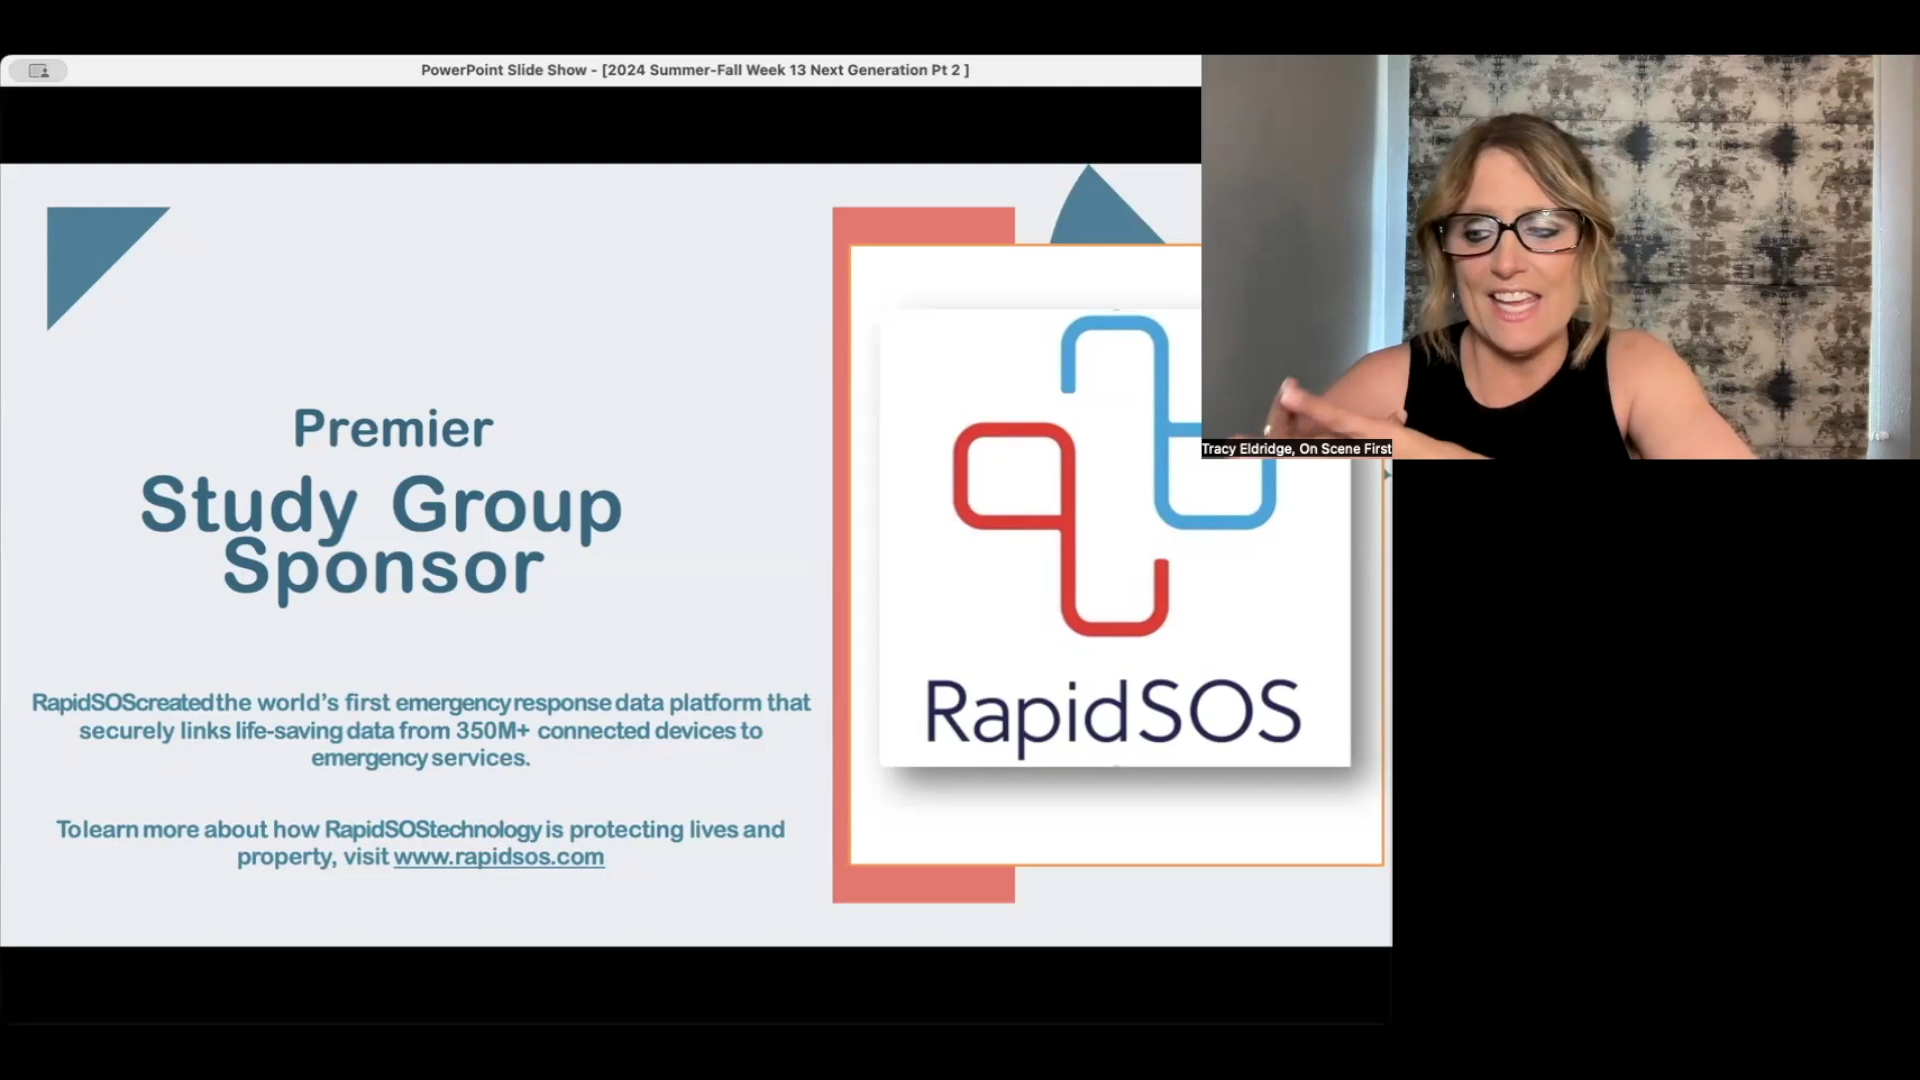 PowerPoint Slide Show - [2024 Summer-Fall Week 13 Next Generation Pt 2 ]
Premier
Study Group
Sponsor
RapidSOScreatedthe world's first emergencyresponse data platform that
securely links life-saving data from 350M+ connected devices to
emergency services.
Tolearn more about how RapidSOStechnology is protecting lives and
property, visit www.rapidsos.com
RapidSOS
Tracy Eldridge, On Scene First